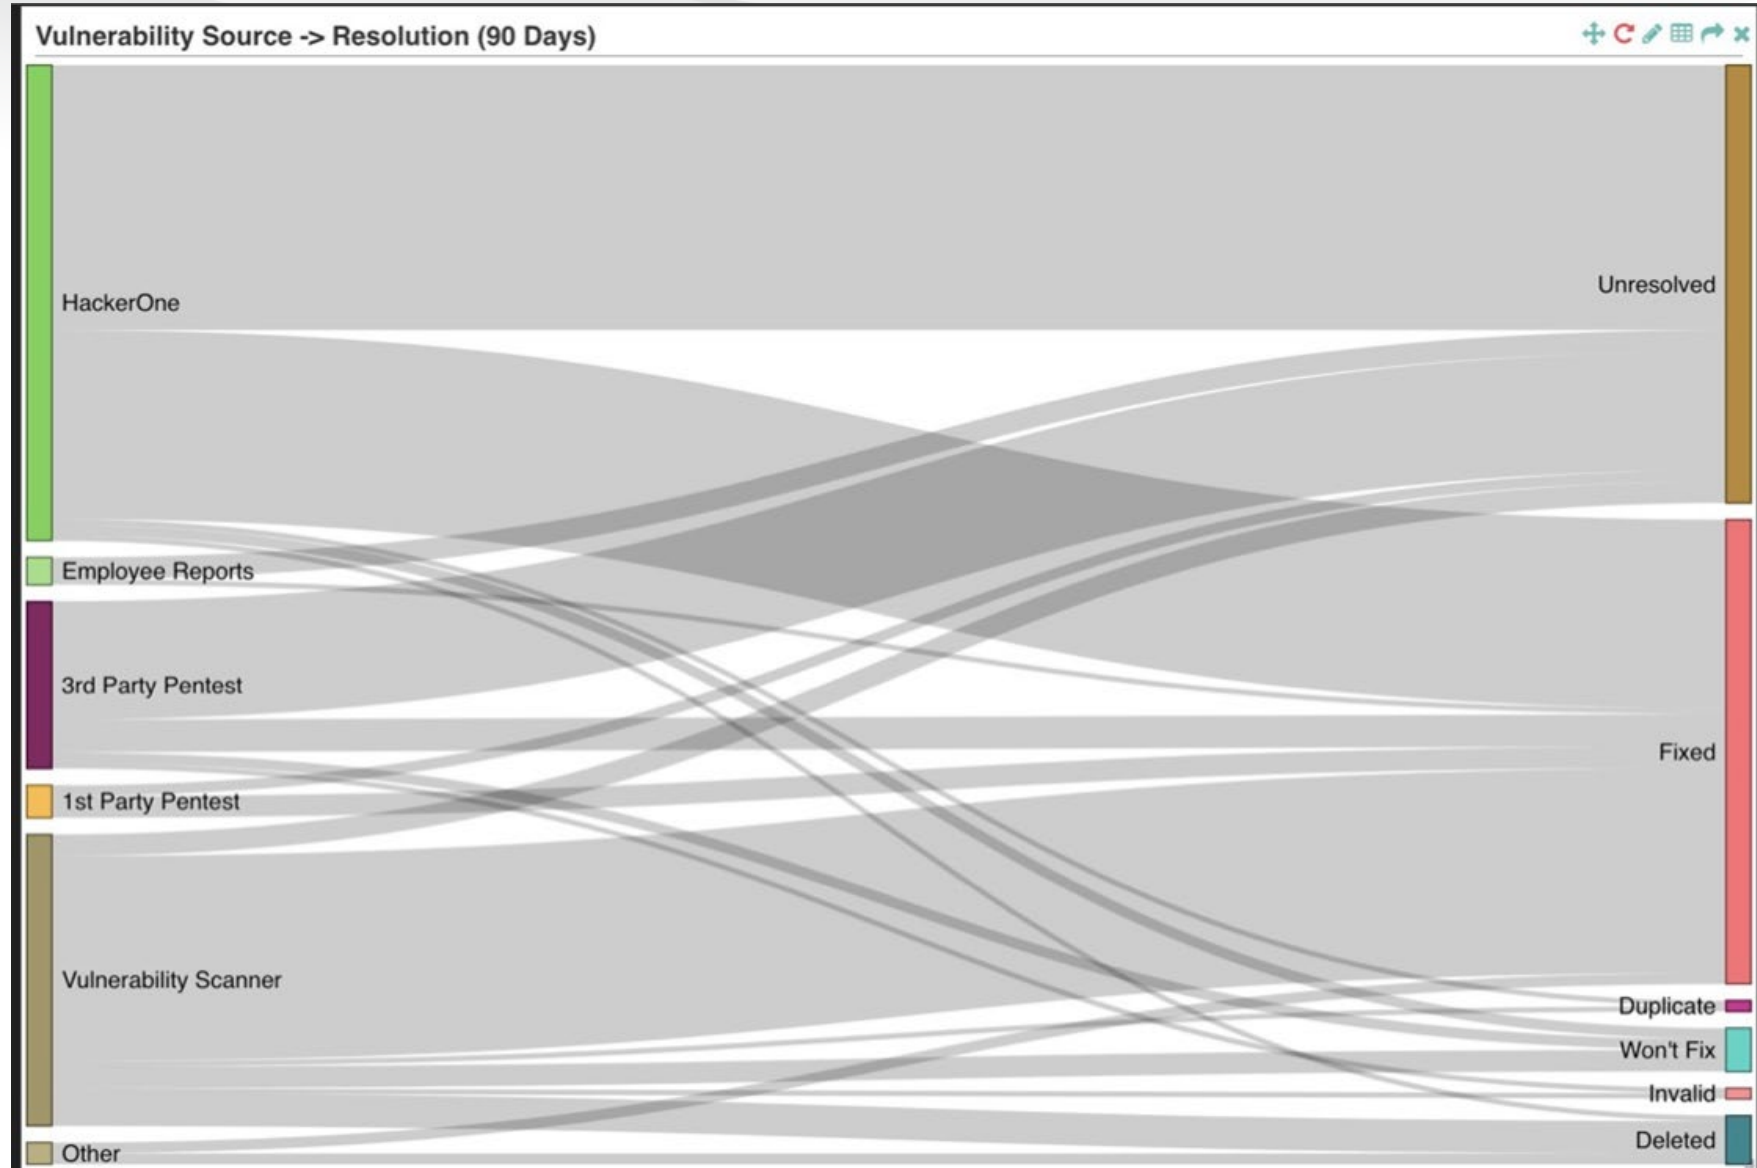 Vulnerability Source -> Resolution (90 Days)
HackerOne
Employee Reports
3rd Party Pentest
1st Party Pentest
Vulnerability Scanner
Other
Unresolved
Fixed
Duplicate
Won't Fix
Invalid
Deleted